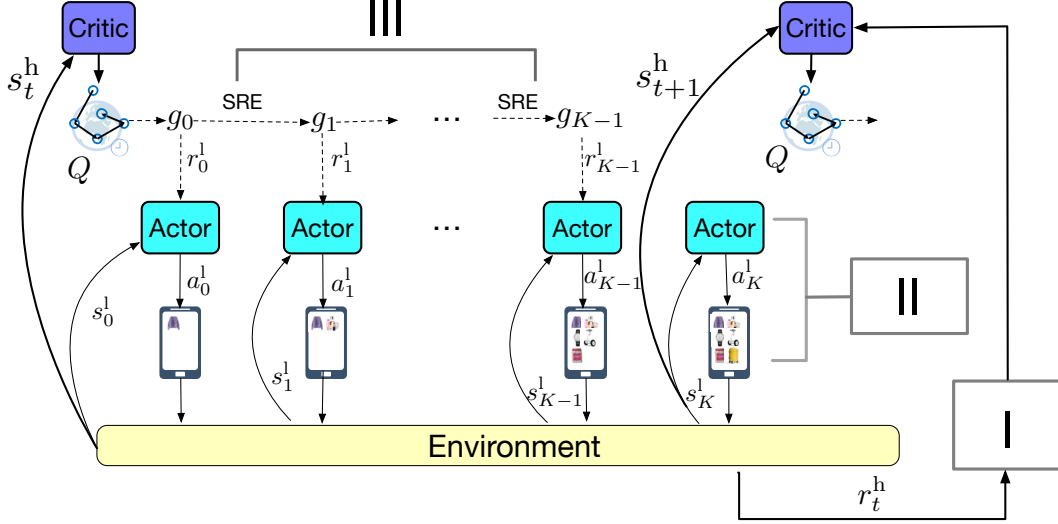 III
Critic
Critic
s_t^h
s_{t+1}^h
SRE
SRE
g_0
g_1
...
g_{K-1}
Q
Q
r_0^l
r_1^l
r_{K-1}^l
Actor
Actor
...
Actor
Actor
a_0^l
a_1^l
a_{K-1}^l
a_K^l
II
s_0^l
s_1^l
s_{K-1}^l
s_K^l
I
Environment
r_t^h